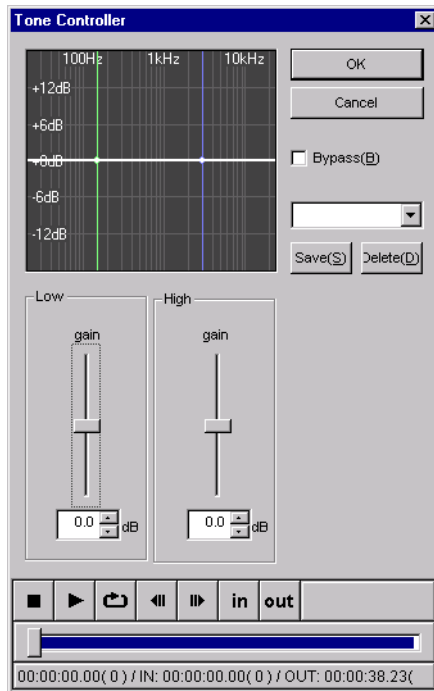 Tone Controller
100Hz 1kHz 10kHz
+12dB
+6dB
+0dB
-6dB
-12dB
OK
Cancel
Bypass(B)
Save(S) Delete(D)
Low
gain
0.0 dB
High
gain
0.0 dB
in out
00:00:00.00( 0 ) / IN: 00:00:00.00( 0 ) / OUT: 00:00:38.23(